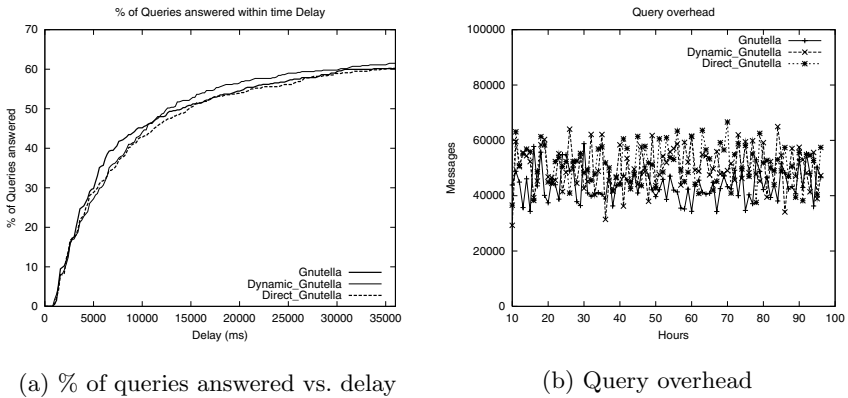 % of Queries answered within time Delay
70
60
50
40
30
20
10
0
% of Queries answered
Gnutella
Dynamic_Gnutella
Direct_Gnutella
0 5000 10000 15000 20000 25000 30000 35000
Delay (ms)
(a) % of queries answered vs. delay
Query overhead
100000
80000
60000
40000
20000
0
Messages
Gnutella
Dynamic_Gnutella
Direct_Gnutella
10 20 30 40 50 60 70 80 90 100
Hours
(b) Query overhead